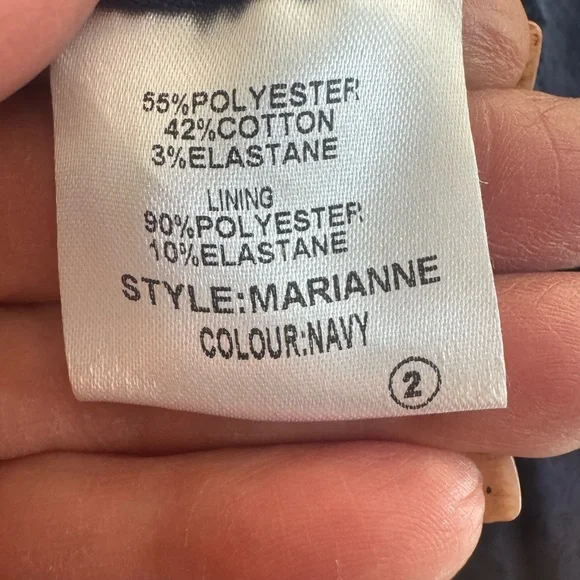 55%POLYESTER
42%COTTON
3%ELASTANE
LINING
90%POLYESTER
10%ELASTANE
STYLE:MARIANNE
COLOUR:NAVY
2